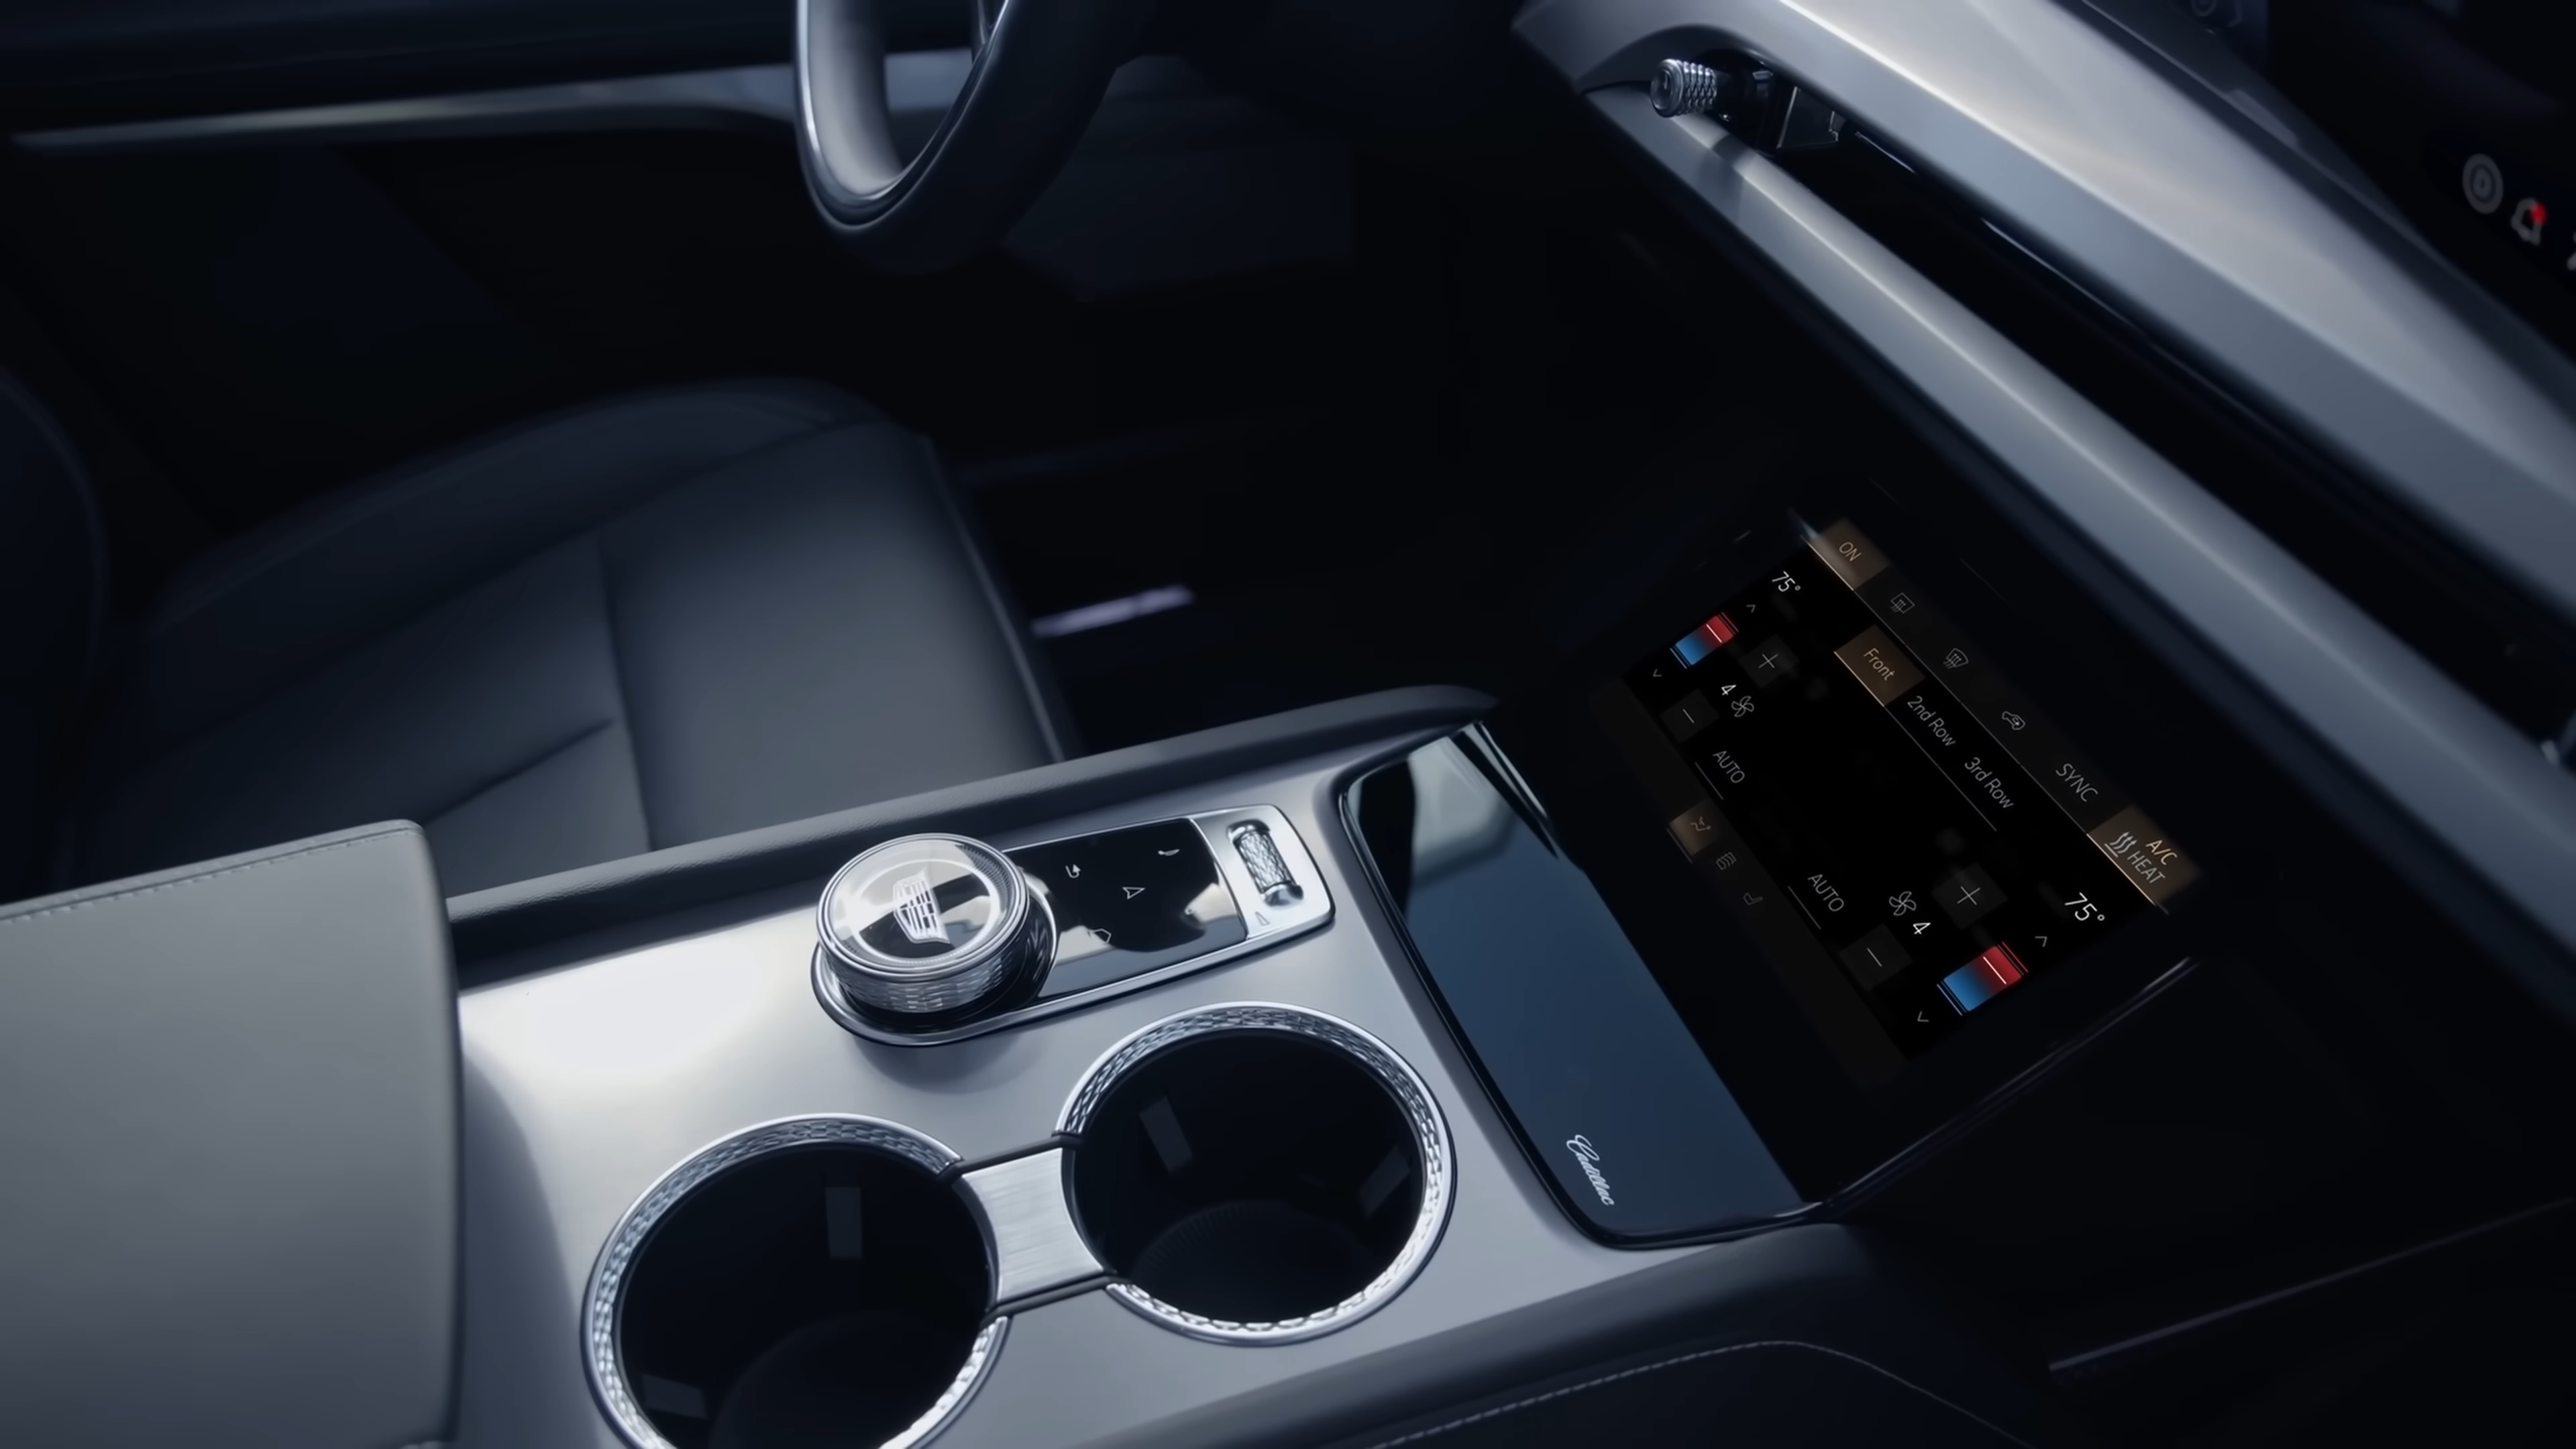 ON
75°
Front
2nd Row
3rd Row
SYNC
A/C
HEAT
4
AUTO
AUTO
4
75°
Cadillac